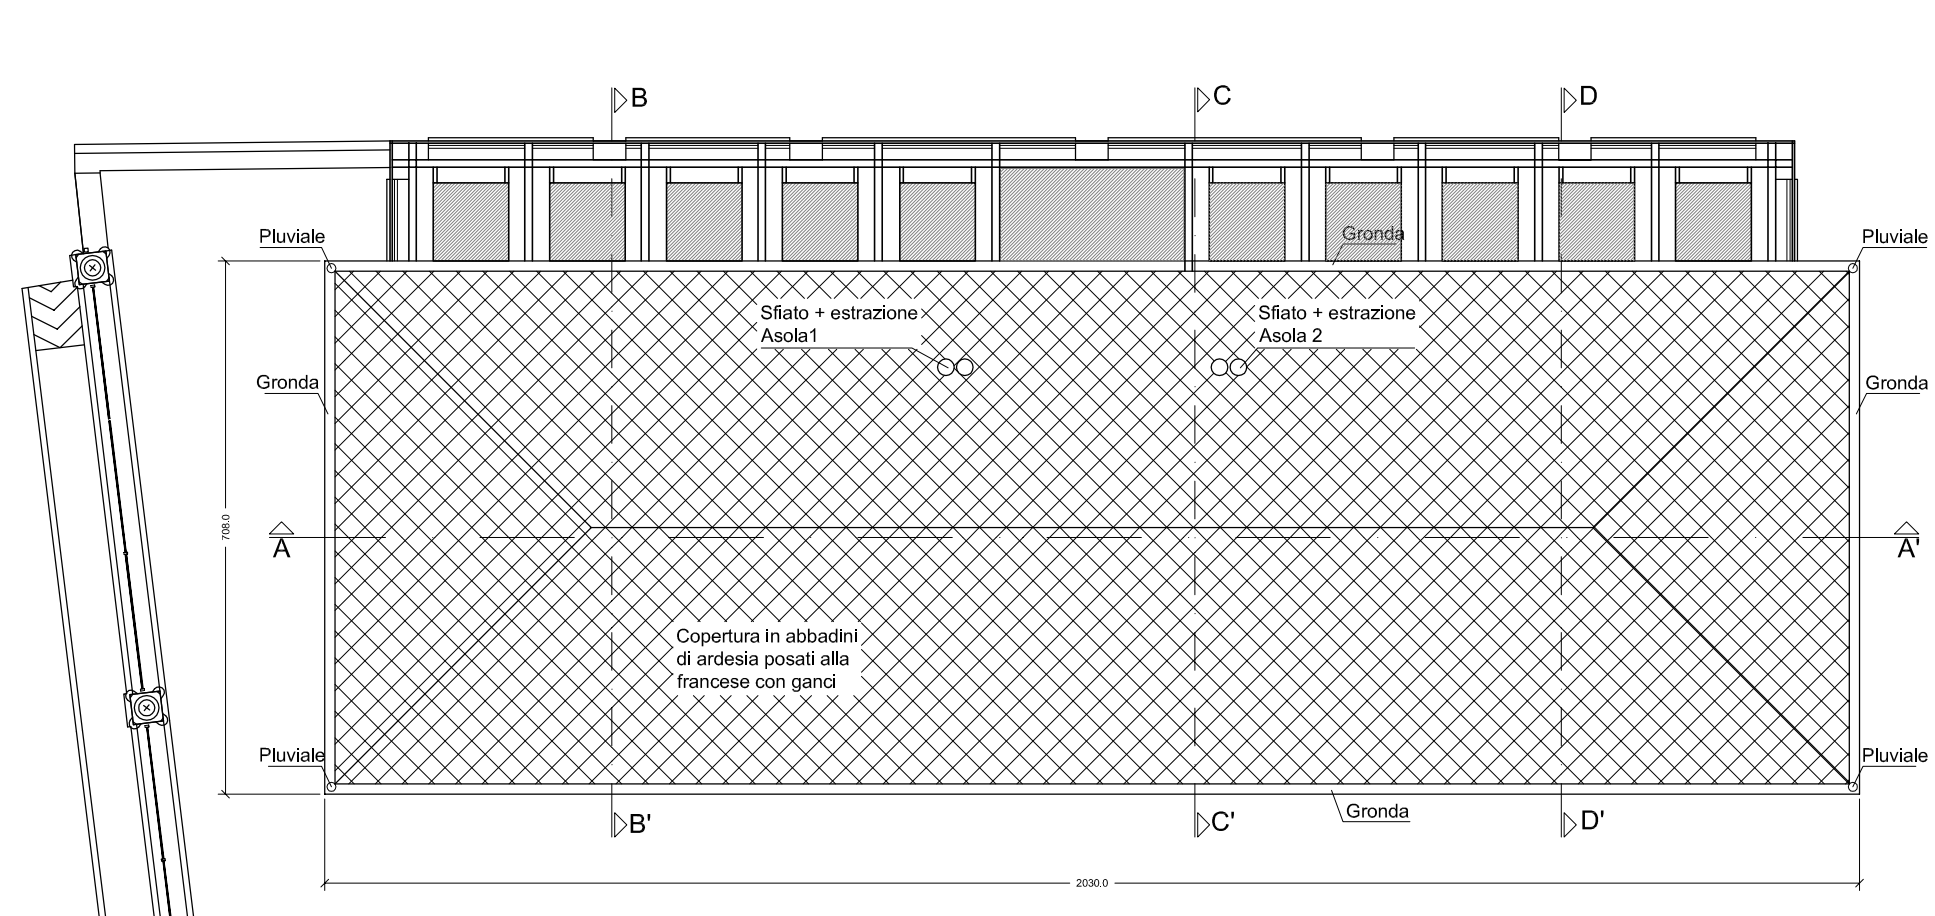 B
C
D
Pluviale
Gronda
Pluviale
Sfiato + estrazione
Asola1
Sfiato + estrazione
Asola 2
Gronda
Gronda
708.0
A
A'
Copertura in abbadini
di ardesia posati alla
francese con ganci
Pluviale
Pluviale
Gronda
B'
C'
D'
2030.0